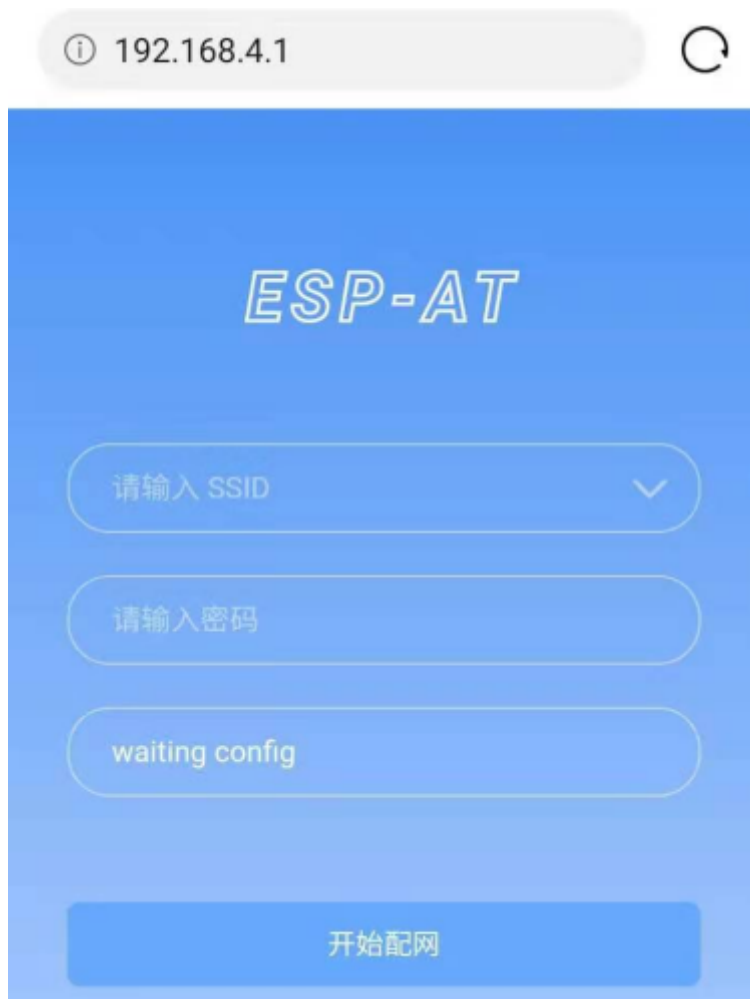 192.168.4.1
ESP-AT
请输入 SSID
请输入密码
waiting config
开始配网